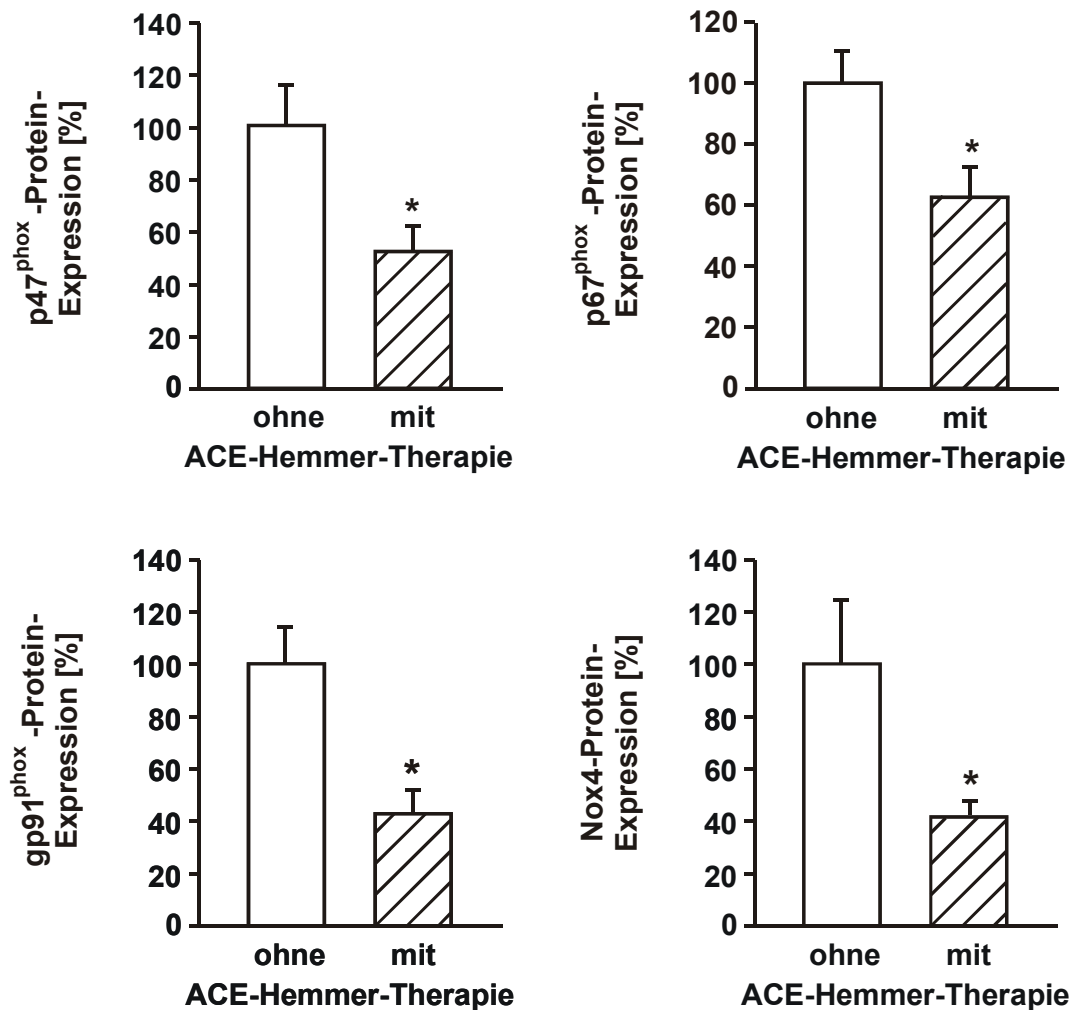 p47phox -Protein-
Expression [%]
140
120
100
80
60
40
20
0
*
ohne mit
ACE-Hemmer-Therapie
p67phox -Protein-
Expression [%]
120
100
80
60
40
20
0
*
ohne mit
ACE-Hemmer-Therapie
gp91phox -Protein-
Expression [%]
140
120
100
80
60
40
20
0
*
ohne mit
ACE-Hemmer-Therapie
Nox4-Protein-
Expression [%]
140
120
100
80
60
40
20
0
*
ohne mit
ACE-Hemmer-Therapie